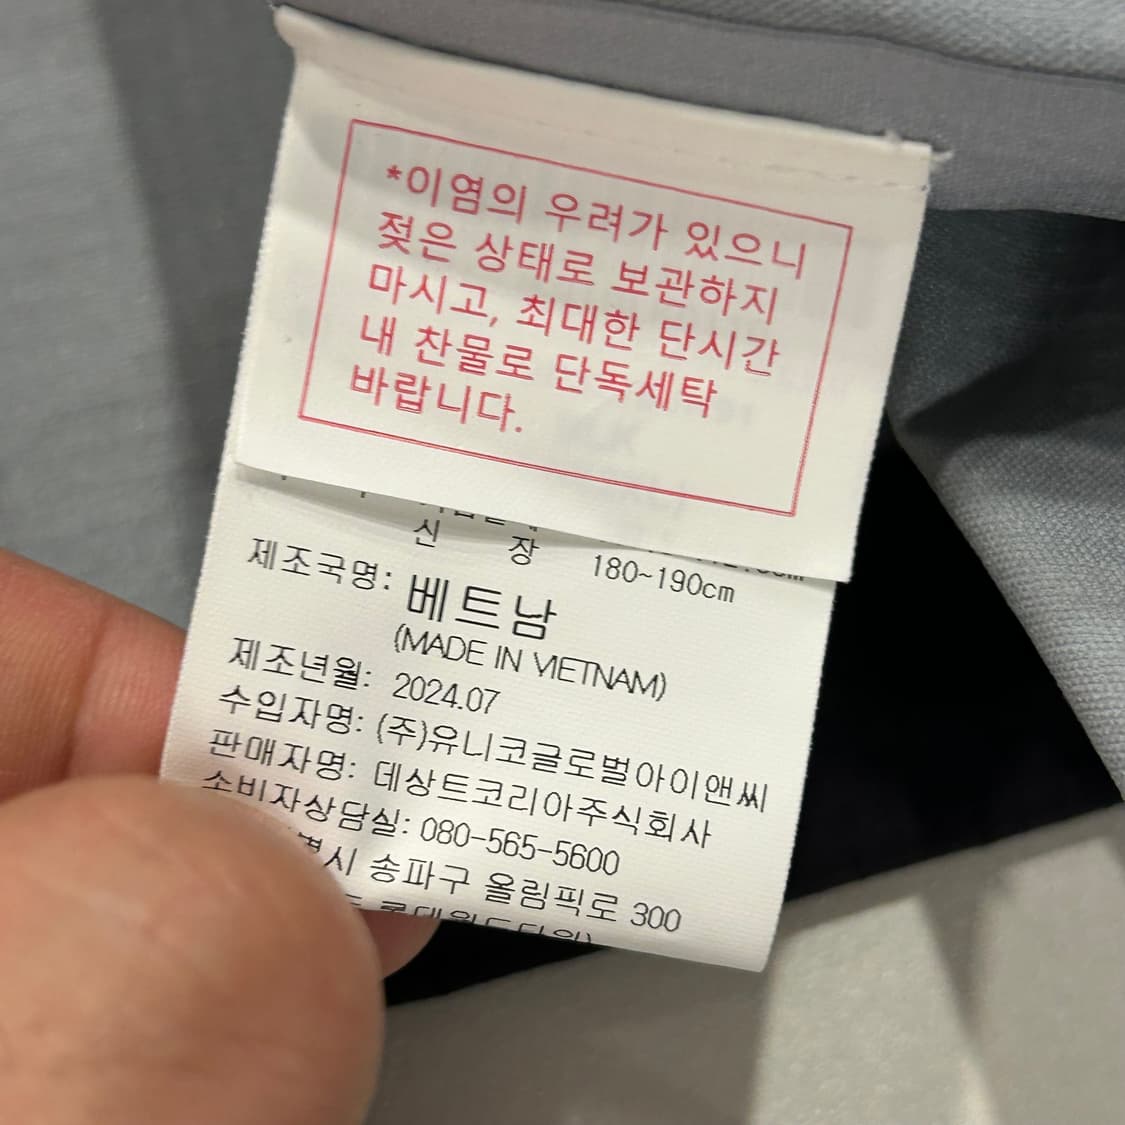 *이염의 우려가 있으니
젖은 상태로 보관하지
마시고, 최대한 단시간
내 찬물로 단독세탁
바랍니다.
신 장 180~190cm
제조국명: 베트남
(MADE IN VIETNAM)
제조년월: 2024.07
수입자명: (주)유니코글로벌아이앤씨
판매자명: 데상트코리아주식회사
소비자상담실: 080-565-5600
송파구 올림픽로 300